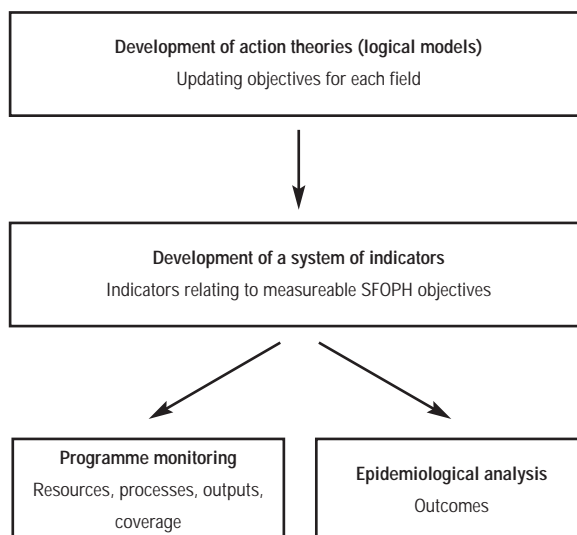 Development of action theories (logical models)
Updating objectives for each field
Development of a system of indicators
Indicators relating to measureable SFOPH objectives
Programme monitoring
Resources, processes, outputs,
coverage
Epidemiological analysis
Outcomes